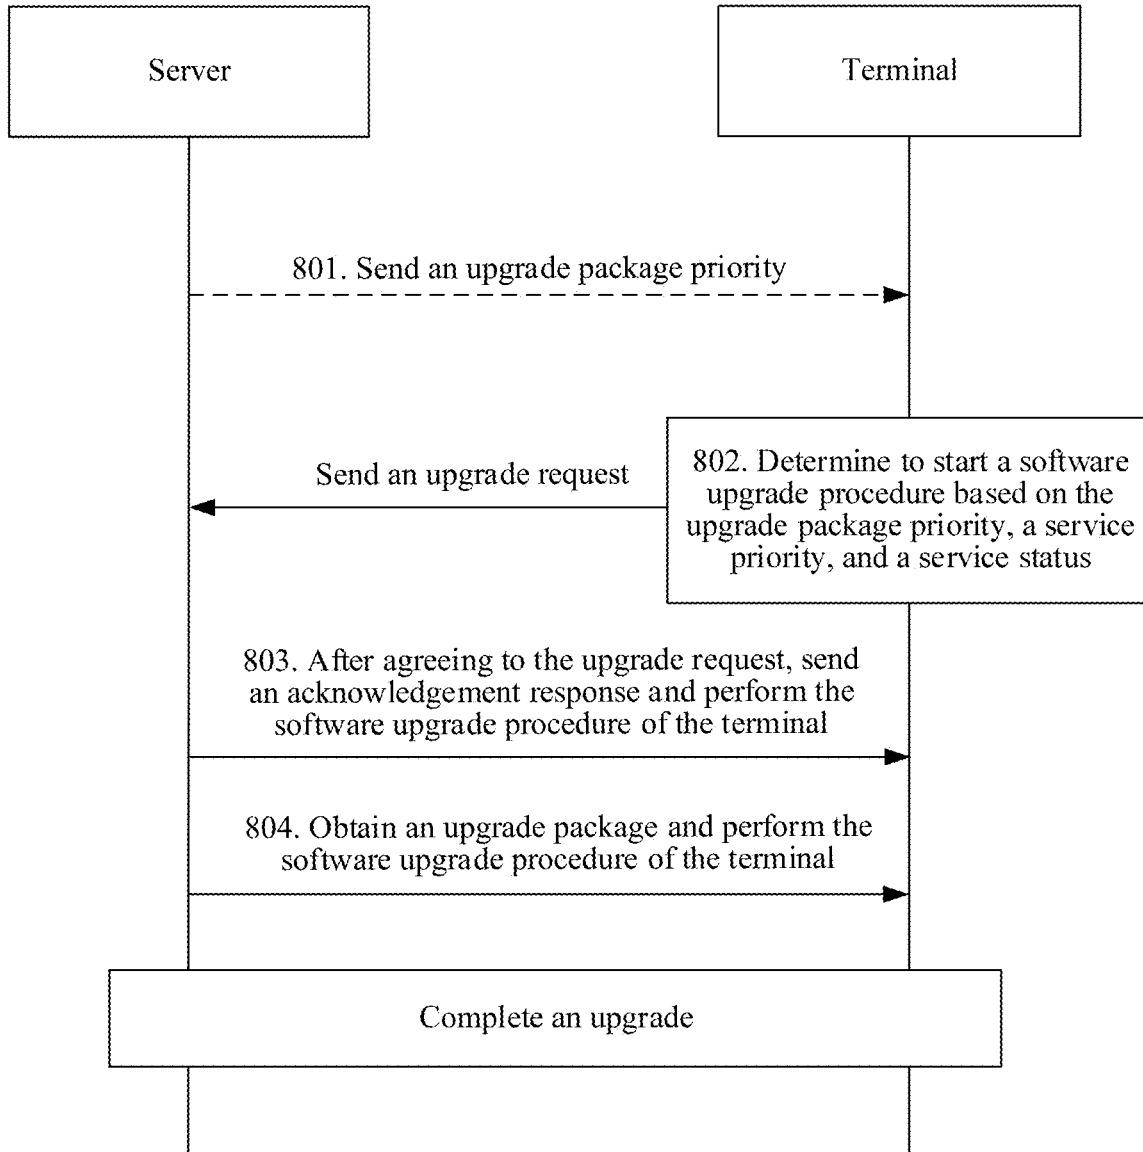 Server
Terminal
801. Send an upgrade package priority
802. Determine to start a software
upgrade procedure based on the
upgrade package priority, a service
priority, and a service status
Send an upgrade request
803. After agreeing to the upgrade request, send
an acknowledgement response and perform the
software upgrade procedure of the terminal
804. Obtain an upgrade package and perform the
software upgrade procedure of the terminal
Complete an upgrade